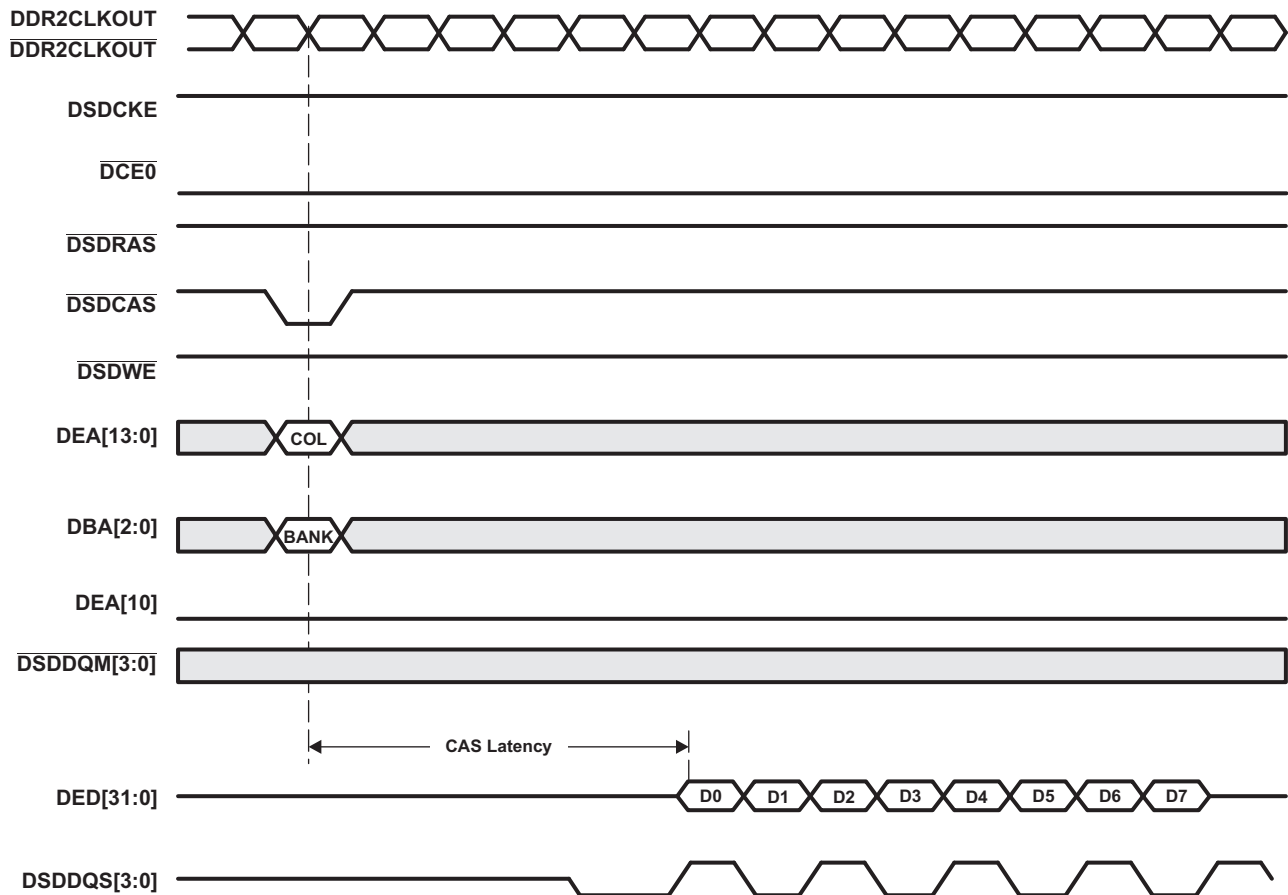 DDR2CLKOUT
DDR2CLKOUT
DSDCKE
DCE0
DSDRAS
DSDCAS
DSDWE
DEA[13:0]
COL
DBA[2:0]
BANK
DEA[10]
DSDDQM[3:0]
CAS Latency
DED[31:0]
D0 D1 D2 D3 D4 D5 D6 D7
DSDDQS[3:0]